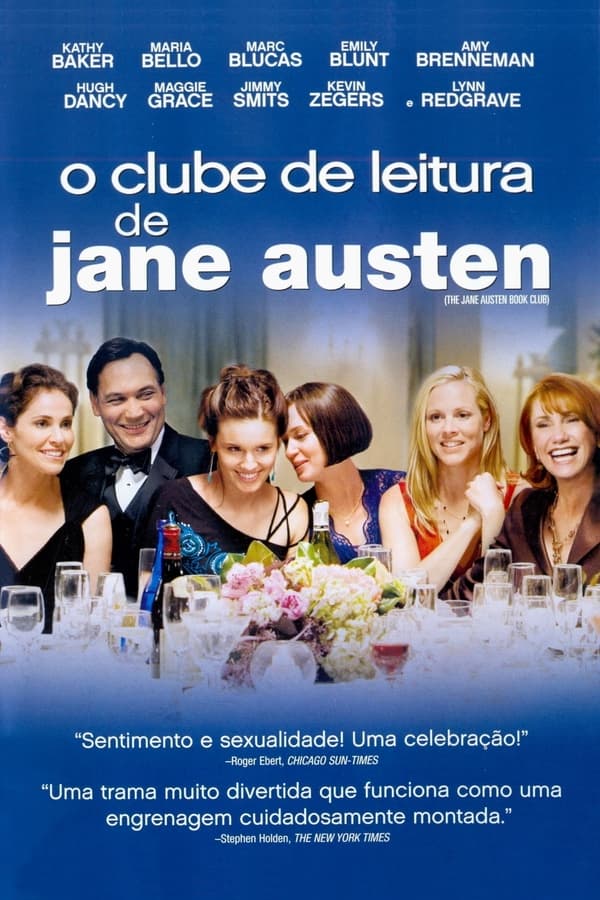 KATHY BAKER MARIA BELLO MARC BLUCAS EMILY BLUNT AMY BRENNEMAN
HUGH DANCY MAGGIE GRACE JIMMY SMITS KEVIN ZEGERS e LYNN REDGRAVE
o clube de leitura
de
jane austen
(THE JANE AUSTEN BOOK CLUB)
“Sentimento e sexualidade! Uma celebração!”
–Roger Ebert, CHICAGO SUN-TIMES
“Uma trama muito divertida que funciona como uma
engrenagem cuidadosamente montada.”
–Stephen Holden, THE NEW YORK TIMES